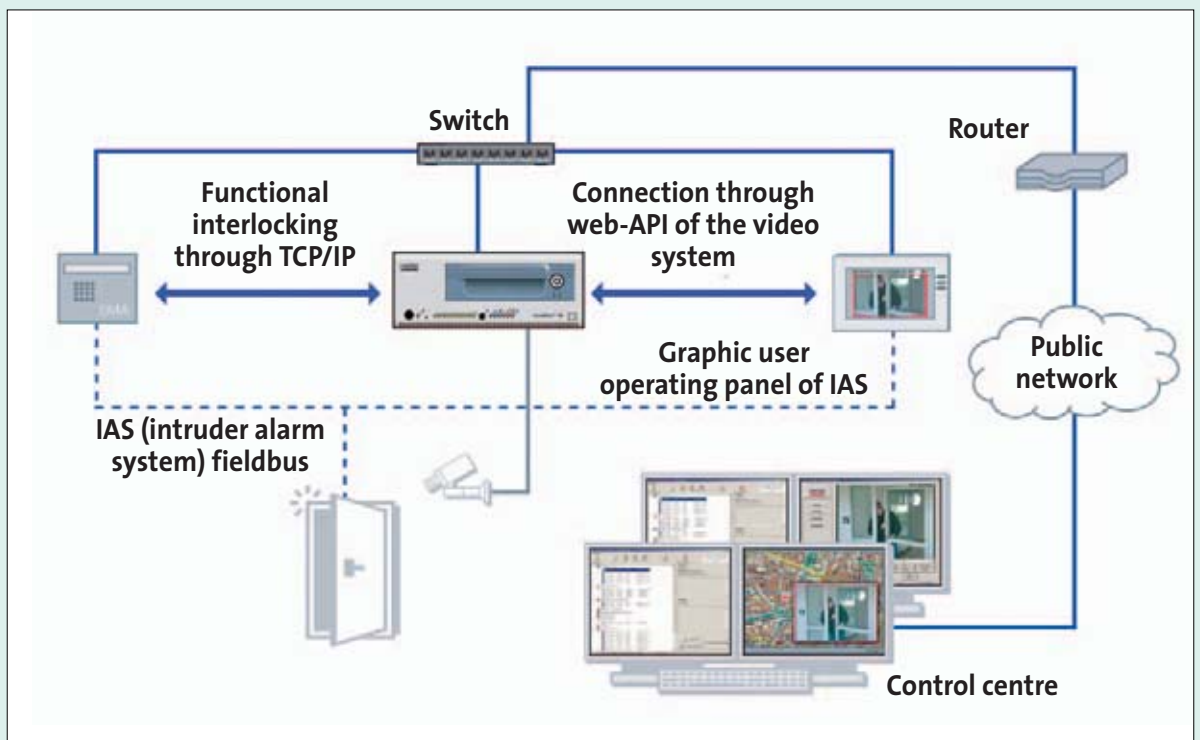 Switch
Router
Functional
interlocking
through TCP/IP
Connection through
web-API of the video
system
Graphic user
operating panel of IAS
Public
network
IAS (intruder alarm
system) fieldbus
Control centre